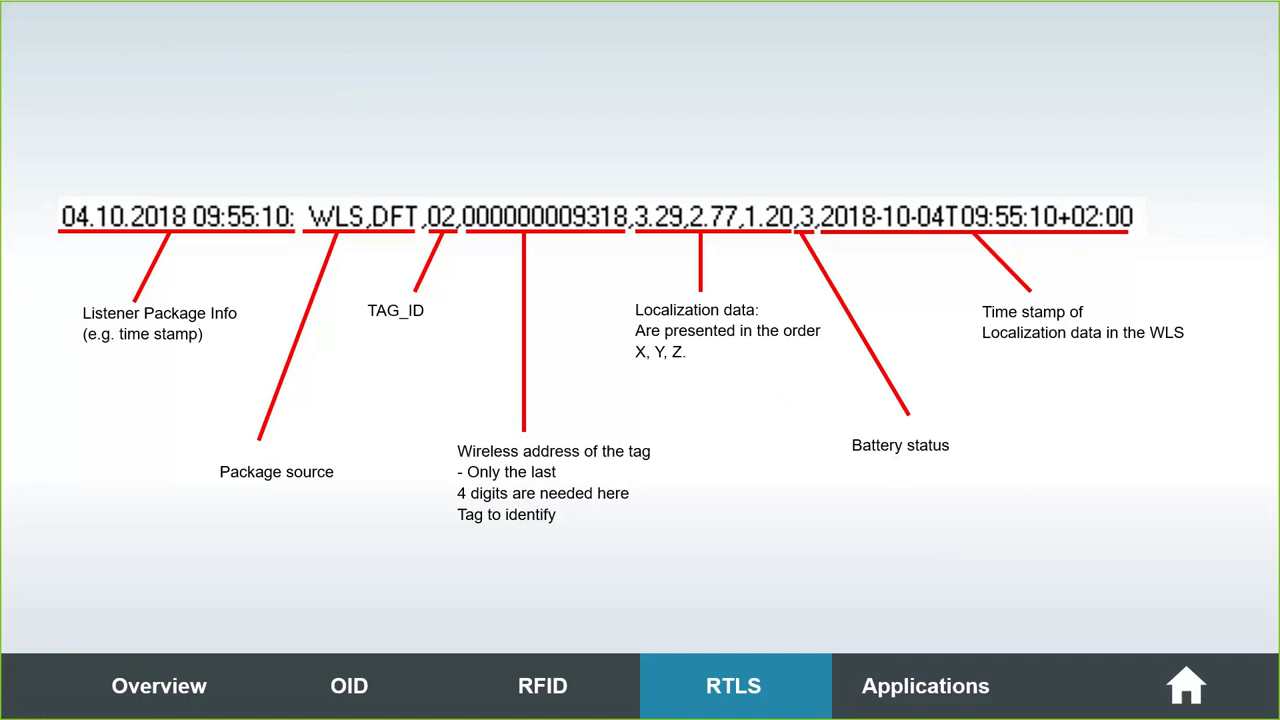 04.10.2018 09:55:10: WLS,DFT,02,000000009318,3.29,2.77,1.20,3,2018-10-04T09:55:10+02:00
Listener Package Info
(e.g. time stamp)
Package source
TAG_ID
Wireless address of the tag
- Only the last
4 digits are needed here
Tag to identify
Localization data:
Are presented in the order
X, Y, Z.
Battery status
Time stamp of
Localization data in the WLS
Overview
OID
RFID
RTLS
Applications